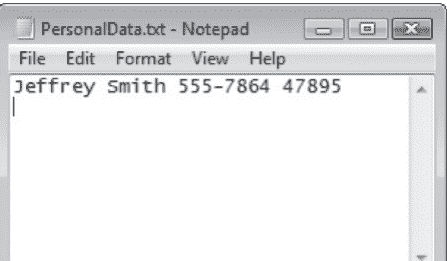 PersonalData.txt - Notepad
File Edit Format View Help
Jeffrey Smith 555-7864 47895